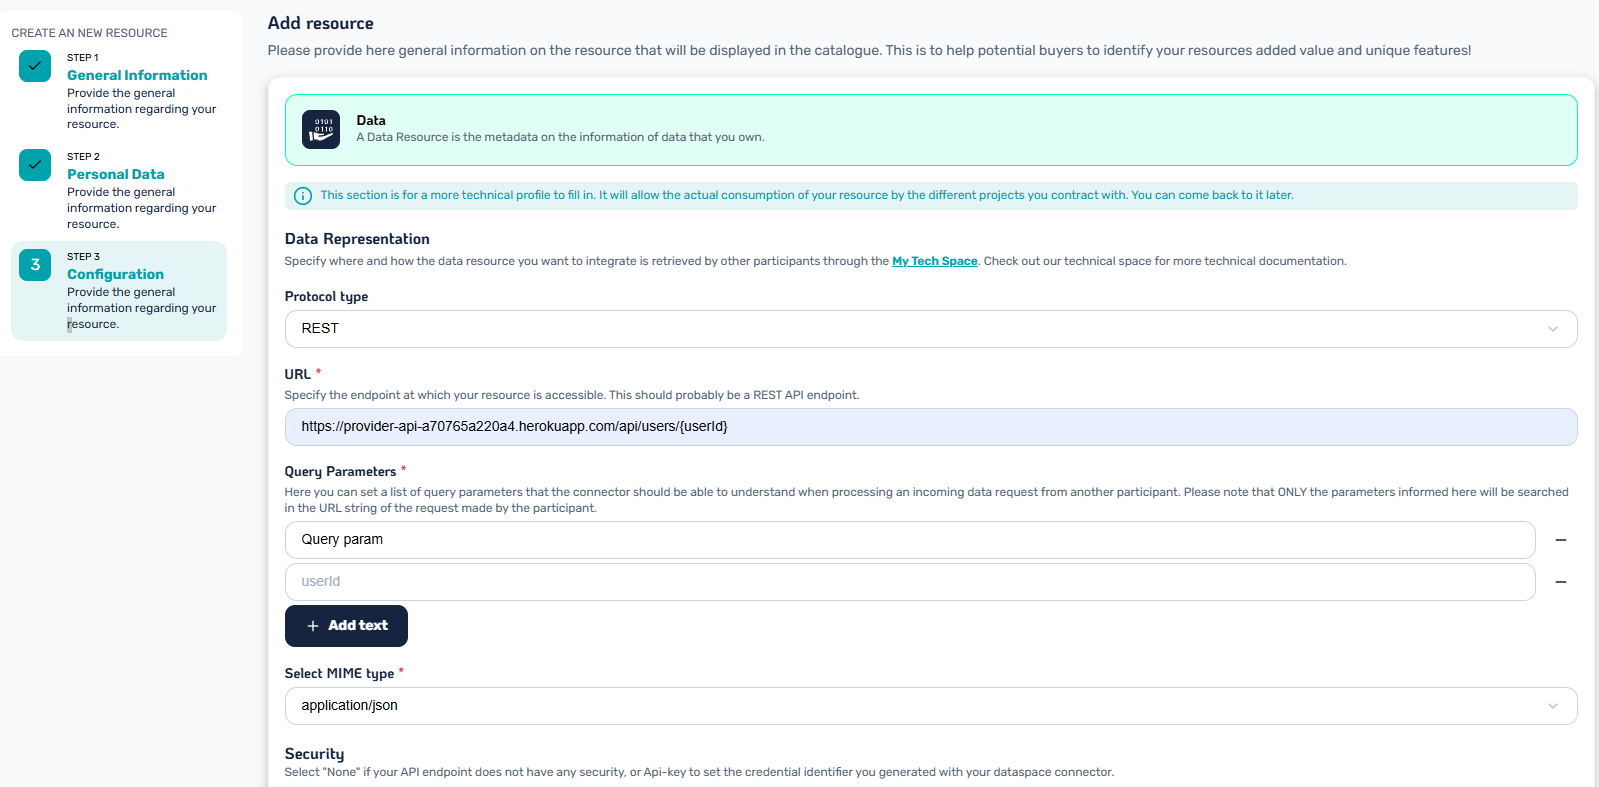 CREATE AN NEW RESOURCE
STEP 1
General Information
Provide the general
information regarding your
resource.
STEP 2
Personal Data
Provide the general
information regarding your
resource.
3
STEP 3
Configuration
Provide the general
information regarding your
resource.
Add resource
Please provide here general information on the resource that will be displayed in the catalogue. This is to help potential buyers to identify your resources added value and unique features!
0101
0110
Data
A Data Resource is the metadata on the information of data that you own.
This section is for a more technical profile to fill in. It will allow the actual consumption of your resource by the different projects you contract with. You can come back to it later.
Data Representation
Specify where and how the data resource you want to integrate is retrieved by other participants through the My Tech Space. Check out our technical space for more technical documentation.
Protocol type
REST
URL *
Specify the endpoint at which your resource is accessible. This should probably be a REST API endpoint.
https://provider-api-a70765a220a4.herokuapp.com/api/users/{userId}
Query Parameters *
Here you can set a list of query parameters that the connector should be able to understand when processing an incoming data request from another participant. Please note that ONLY the parameters informed here will be searched
in the URL string of the request made by the participant.
Query param
userId
+ Add text
Select MIME type *
application/json
Security
Select "None" if your API endpoint does not have any security, or Api-key to set the credential identifier you generated with your dataspace connector.